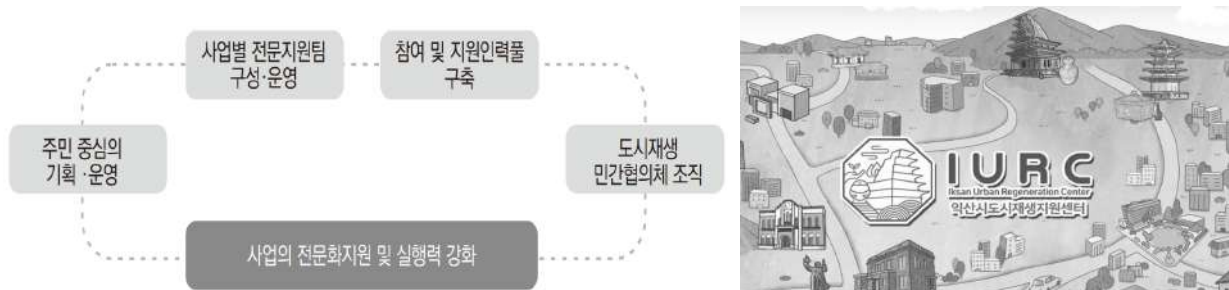 사업별 전문지원팀
구성·운영
참여 및 지원인력풀
구축
주민 중심의
기획·운영
도시재생
민간협의체 조직
사업의 전문화지원 및 실행력 강화
IURC
Iksan Urban Regeneration Center
익산시도시재생지원센터